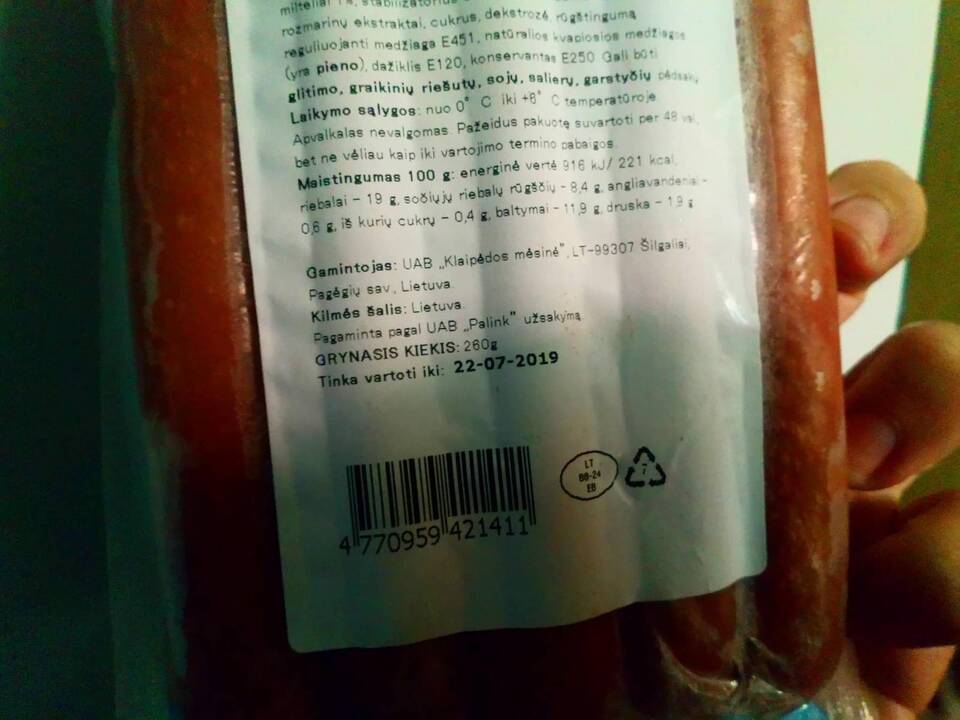 milteliai 1%, stabilizatorius
rozmarinų ekstraktai, cukrus, dekstrozė, rūgštingumą
reguliuojanti medžiaga E451, natūralios kvapiosios medžiagos
(yra pieno), dažiklis E120, konservantas E250 Gali būti
glitimo, graikinių riešutų, sojų, salierų, garstyčių pėdsakų
Laikymo sąlygos: nuo 0° C iki +6° C temperatūroje
Apvalkalas nevalgomas. Pažeidus pakuotę suvartoti per 48 val,
bet ne vėliau kaip iki vartojimo termino pabaigos.
Maistingumas 100 g: energinė vertė 916 kJ/ 221 kcal,
riebalai - 19 g, sočiųjų riebalų rūgščių - 8,4 g, angliavandeniai -
0,6 g, iš kurių cukrų - 0,4 g, baltymai - 11,9 g, druska - 1,9 g
Gamintojas: UAB „Klaipėdos mėsinė", LT-99307 Šilgaliai,
Pagėgių sav., Lietuva.
Kilmės šalis: Lietuva.
Pagaminta pagal UAB „Palink" užsakymą
GRYNASIS KIEKIS: 260g
Tinka vartoti iki: 22-07-2019
LT
88-24
EB
7
4 770959 421411